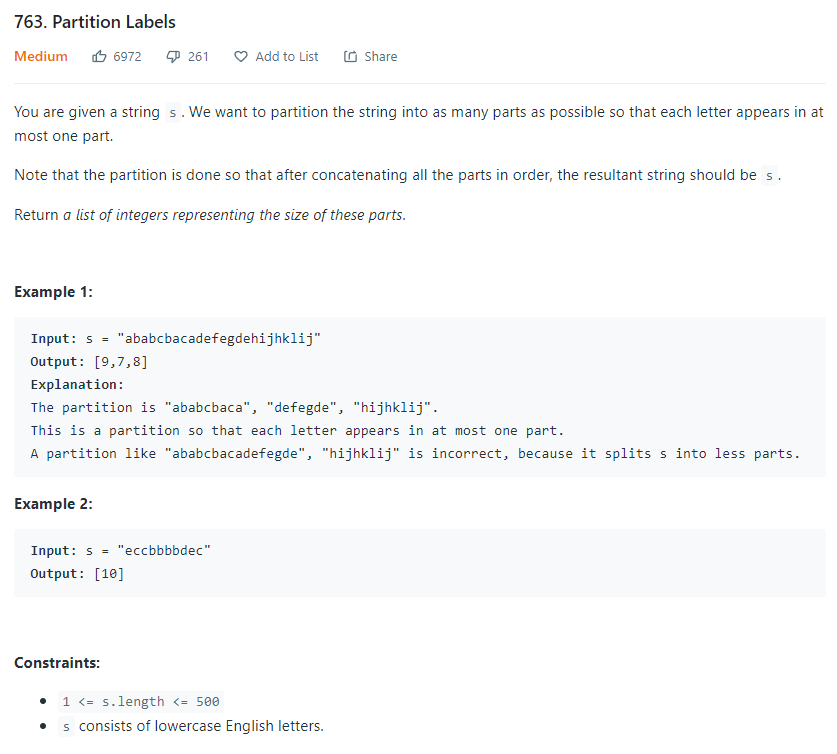 763. Partition Labels
Medium 6972 261 Add to List Share
You are given a string s . We want to partition the string into as many parts as possible so that each letter appears in at
most one part.
Note that the partition is done so that after concatenating all the parts in order, the resultant string should be s .
Return a list of integers representing the size of these parts.
Example 1:
Input: s = "ababcbacadefegdehijhklij"
Output: [9,7,8]
Explanation:
The partition is "ababcbaca", "defegde", "hijhklij".
This is a partition so that each letter appears in at most one part.
A partition like "ababcbacadefegde", "hijhklij" is incorrect, because it splits s into less parts.
Example 2:
Input: s = "eccbbbbdec"
Output: [10]
Constraints:
• 1 <= s.length <= 500
• s consists of lowercase English letters.